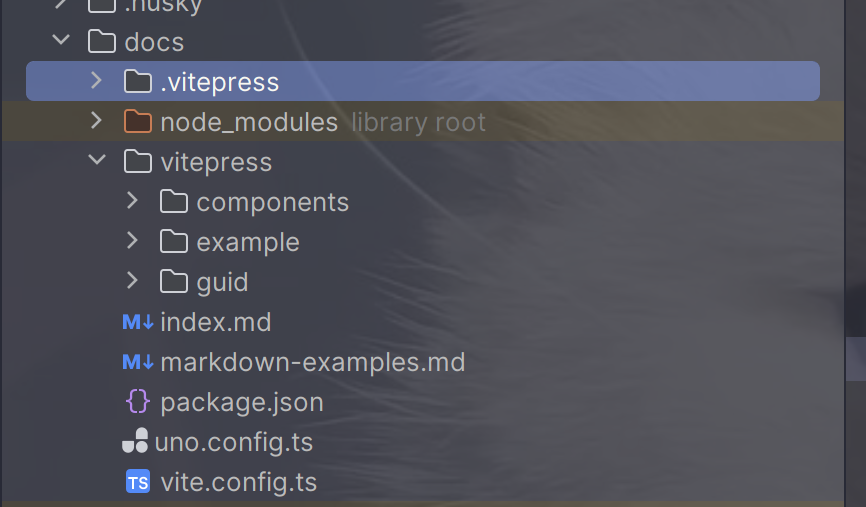 .husky
docs
.vitepress
node_modules library root
vitepress
components
example
guid
M↓ index.md
M↓ markdown-examples.md
{} package.json
uno.config.ts
TS vite.config.ts